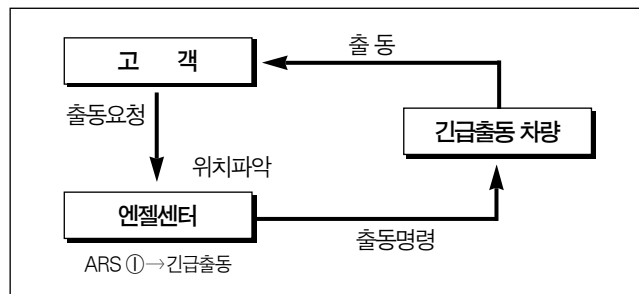 출 동
고 객
출동요청
긴급출동 차량
위치파악
엔젤센터
출동명령
ARS ①→긴급출동